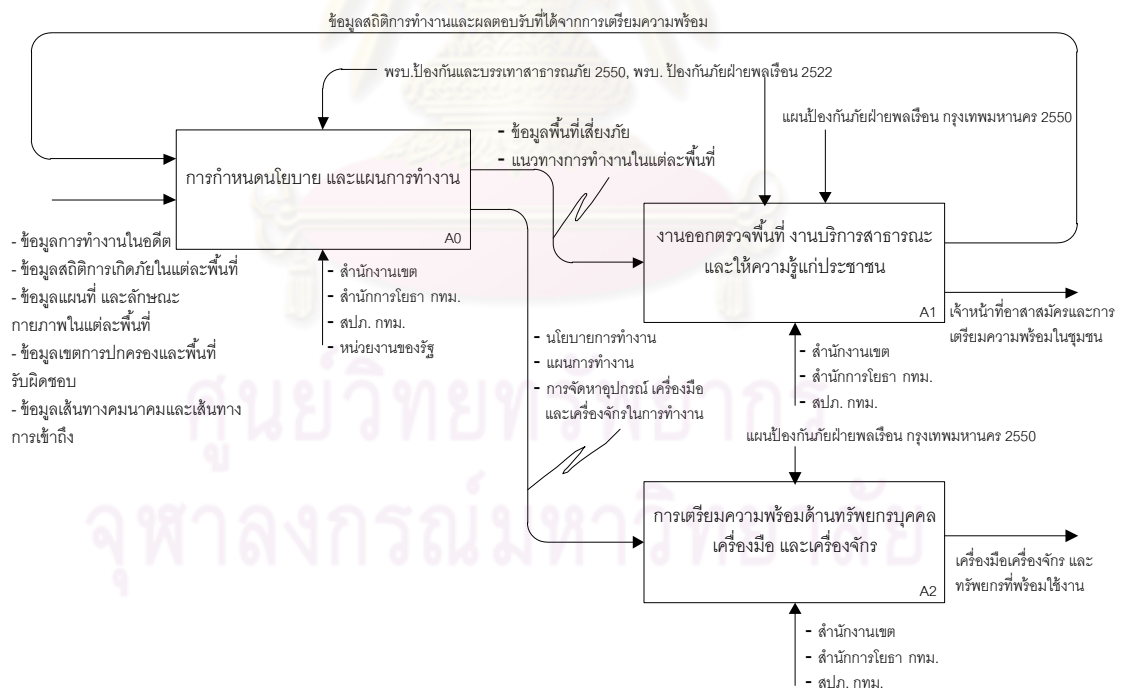 ข้อมูลสถิติการทำงานและผลตอบรับที่ได้จากการเตรียมความพร้อม
พรบ.ป้องกันและบรรเทาสาธารณภัย 2550, พรบ. ป้องกันภัยฝ่ายพลเรือน 2522
แผนป้องกันภัยฝ่ายพลเรือน กรุงเทพมหานคร 2550
- ข้อมูลพื้นที่เสี่ยงภัย
- แนวทางการทำงานในแต่ละพื้นที่
การกำหนดนโยบาย และแผนการทำงาน
A0
- ข้อมูลการทำงานในอดีต
- ข้อมูลสถิติการเกิดภัยในแต่ละพื้นที่
- ข้อมูลแผนที่ และลักษณะ
กายภาพในแต่ละพื้นที่
- ข้อมูลเขตการปกครองและพื้นที่
รับผิดชอบ
- ข้อมูลเส้นทางคมนาคมและเส้นทาง
การเข้าถึง
- สำนักงานเขต
- สำนักการโยธา กทม.
- สปภ. กทม.
- หน่วยงานของรัฐ
งานออกตรวจพื้นที่ งานบริการสาธารณะ
และให้ความรู้แก่ประชาชน
A1
เจ้าหน้าที่อาสาสมัครและการ
เตรียมความพร้อมในชุมชน
- นโยบายการทำงาน
- แผนการทำงาน
- การจัดหาอุปกรณ์ เครื่องมือ
และเครื่องจักรในการทำงาน
- สำนักงานเขต
- สำนักการโยธา กทม.
- สปภ. กทม.
แผนป้องกันภัยฝ่ายพลเรือน กรุงเทพมหานคร 2550
การเตรียมความพร้อมด้านทรัพยกรบุคคล
เครื่องมือ และเครื่องจักร
A2
เครื่องมือเครื่องจักร และ
ทรัพยกรที่พร้อมใช้งาน
- สำนักงานเขต
- สำนักการโยธา กทม.
- สปภ. กทม.
ศูนย์วิทยทรัพยากร
จุฬาลงกรณ์มหาวิทยาลัย